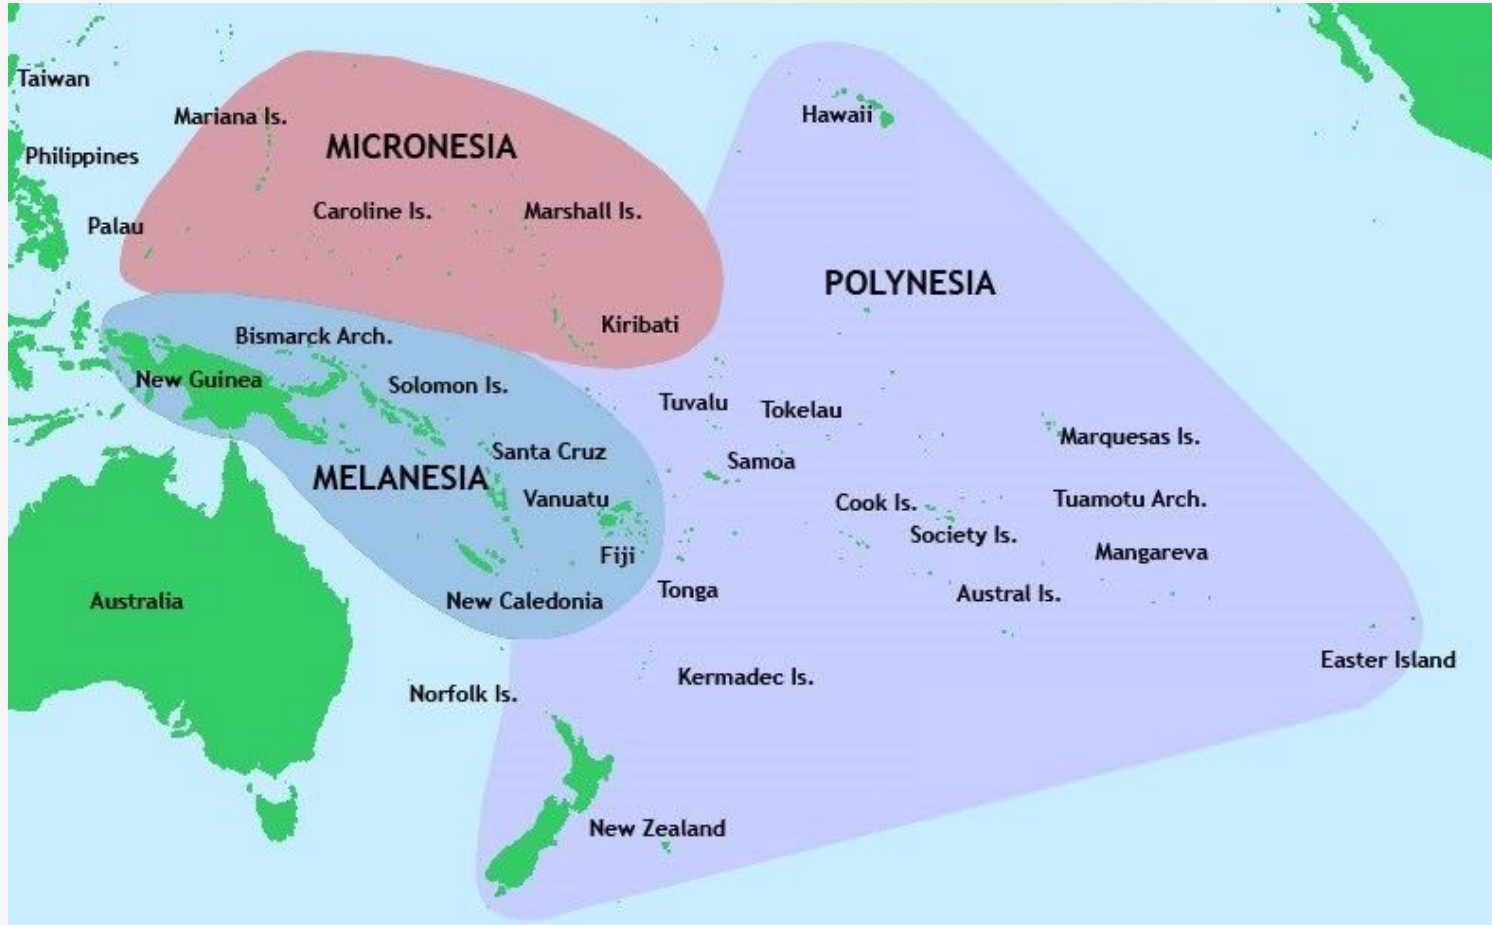 Taiwan
Hawaii
Mariana Is.
MICRONESIA
Philippines
Caroline Is.
Marshall Is.
Palau
POLYNESIA
Kiribati
Bismarck Arch.
New Guinea
Solomon Is.
Tuvalu
Tokelau
Marquesas Is.
Santa Cruz
Samoa
MELANESIA
Vanuatu
Cook Is.
Tuamotu Arch.
Society Is.
Fiji
Mangareva
Tonga
Austral Is.
Australia
New Caledonia
Easter Island
Kermadec Is.
Norfolk Is.
New Zealand